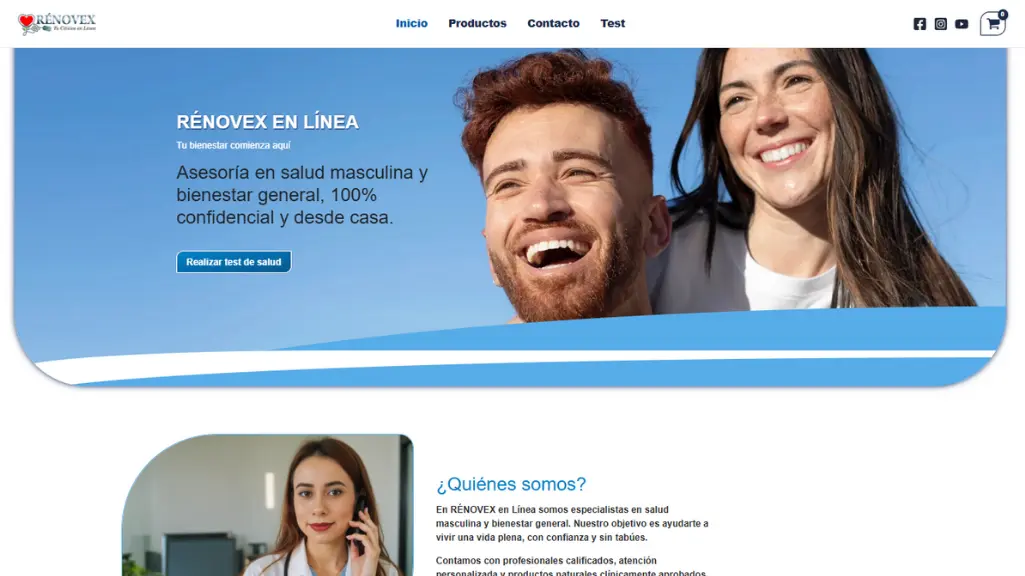 RÉNOVEX
Tu Clínica en Línea
Inicio Productos Contacto Test
0
RÉNOVEX EN LÍNEA
Tu bienestar comienza aquí
Asesoría en salud masculina y
bienestar general, 100%
confidencial y desde casa.
Realizar test de salud
¿Quiénes somos?
En RÉNOVEX en Línea somos especialistas en salud
masculina y bienestar general. Nuestro objetivo es ayudarte a
vivir una vida plena, con confianza y sin tabúes.
Contamos con profesionales calificados, atención
personalizada y productos naturales clínicamente aprobados